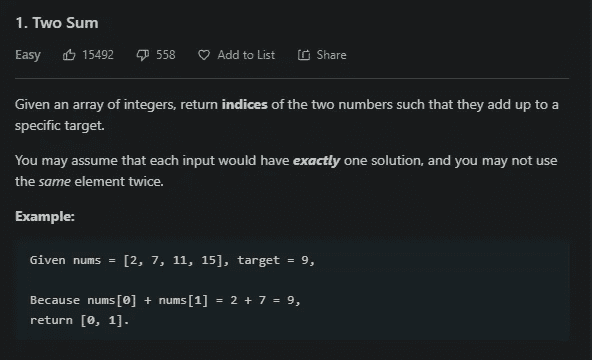 1. Two Sum
Easy 15492 558 Add to List Share
Given an array of integers, return indices of the two numbers such that they add up to a
specific target.
You may assume that each input would have exactly one solution, and you may not use
the same element twice.
Example:
Given nums = [2, 7, 11, 15], target = 9,
Because nums[0] + nums[1] = 2 + 7 = 9,
return [0, 1].